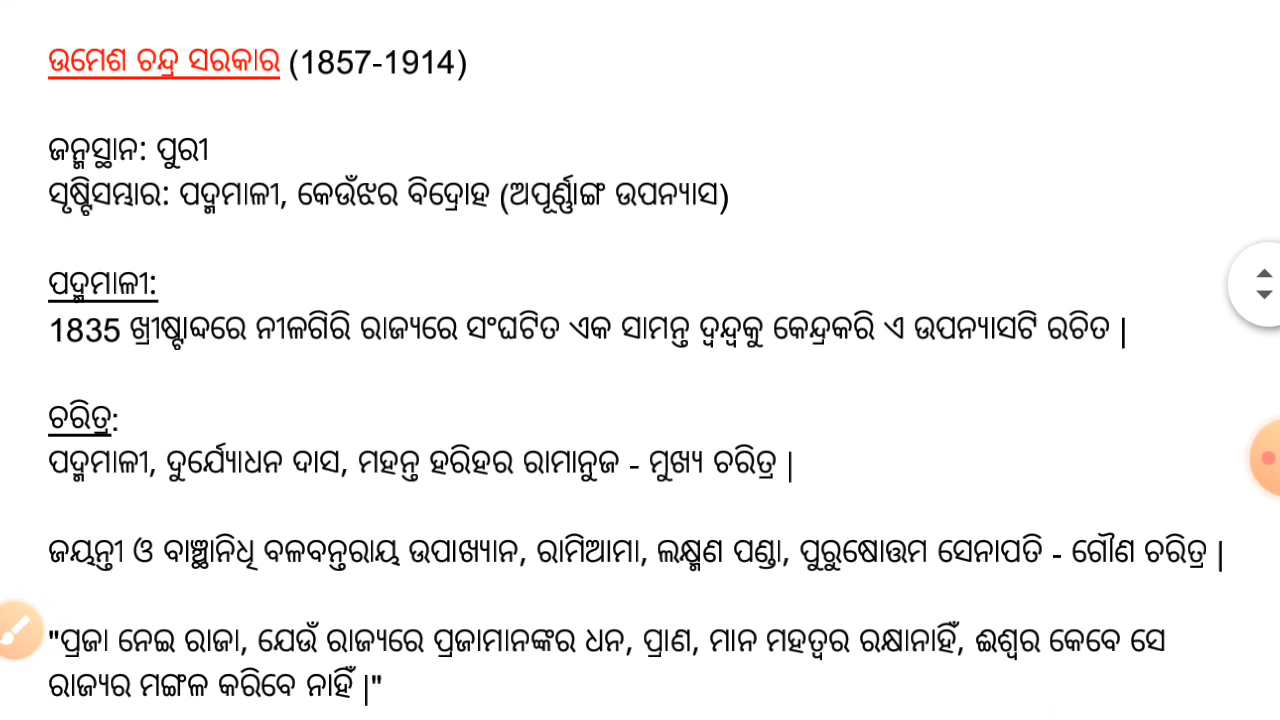 ଉମେଶ ଚନ୍ଦ୍ର ସରକାର (1857-1914)
ଜନ୍ମସ୍ଥାନ: ପୁରୀ
ସୃଷ୍ଟିସମ୍ଭାର: ପଦ୍ମମାଳୀ, କେଉଁଝର ବିଦ୍ରୋହ (ଅପୂର୍ଣ୍ଣାଙ୍ଗ ଉପନ୍ୟାସ)
ପଦ୍ମମାଳୀ:
1835 ଖ୍ରୀଷ୍ଟାବ୍ଦରେ ନୀଳଗିରି ରାଜ୍ୟରେ ସଂଘଟିତ ଏକ ସାମନ୍ତ ଦ୍ୱନ୍ଦ୍ୱକୁ କେନ୍ଦ୍ରକରି ଏ ଉପନ୍ୟାସଟି ରଚିତ |
ଚରିତ୍ର:
ପଦ୍ମମାଳୀ, ଦୁର୍ଯ୍ୟୋଧନ ଦାସ, ମହନ୍ତ ହରିହର ରାମାନୁଜ - ମୁଖ୍ୟ ଚରିତ୍ର |
ଜୟନ୍ତୀ ଓ ବାଞ୍ଛାନିଧି ବଳବନ୍ତରାୟ ଉପାଖ୍ୟାନ, ରାମିଆମା, ଲକ୍ଷ୍ମଣ ପଣ୍ଡା, ପୁରୁଷୋତ୍ତମ ସେନାପତି - ଗୌଣ ଚରିତ୍ର |
"ପ୍ରଜା ନେଇ ରାଜା, ଯେଉଁ ରାଜ୍ୟରେ ପ୍ରଜାମାନଙ୍କର ଧନ, ପ୍ରାଣ, ମାନ ମହତ୍ୱର ରକ୍ଷାନାହିଁ, ଈଶ୍ୱର କେବେ ସେ
ରାଜ୍ୟର ମଙ୍ଗଳ କରିବେ ନାହିଁ |"